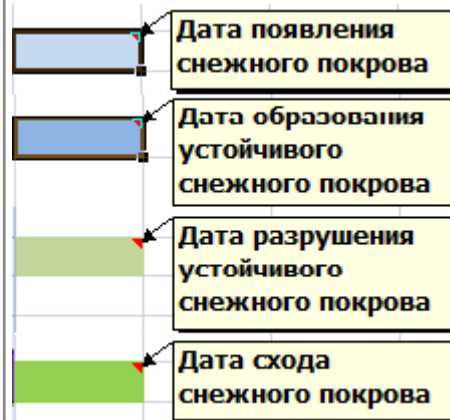 Дата появления
снежного покрова
Дата образования
устойчивого
снежного покрова
Дата разрушения
устойчивого
снежного покрова
Дата схода
снежного покрова